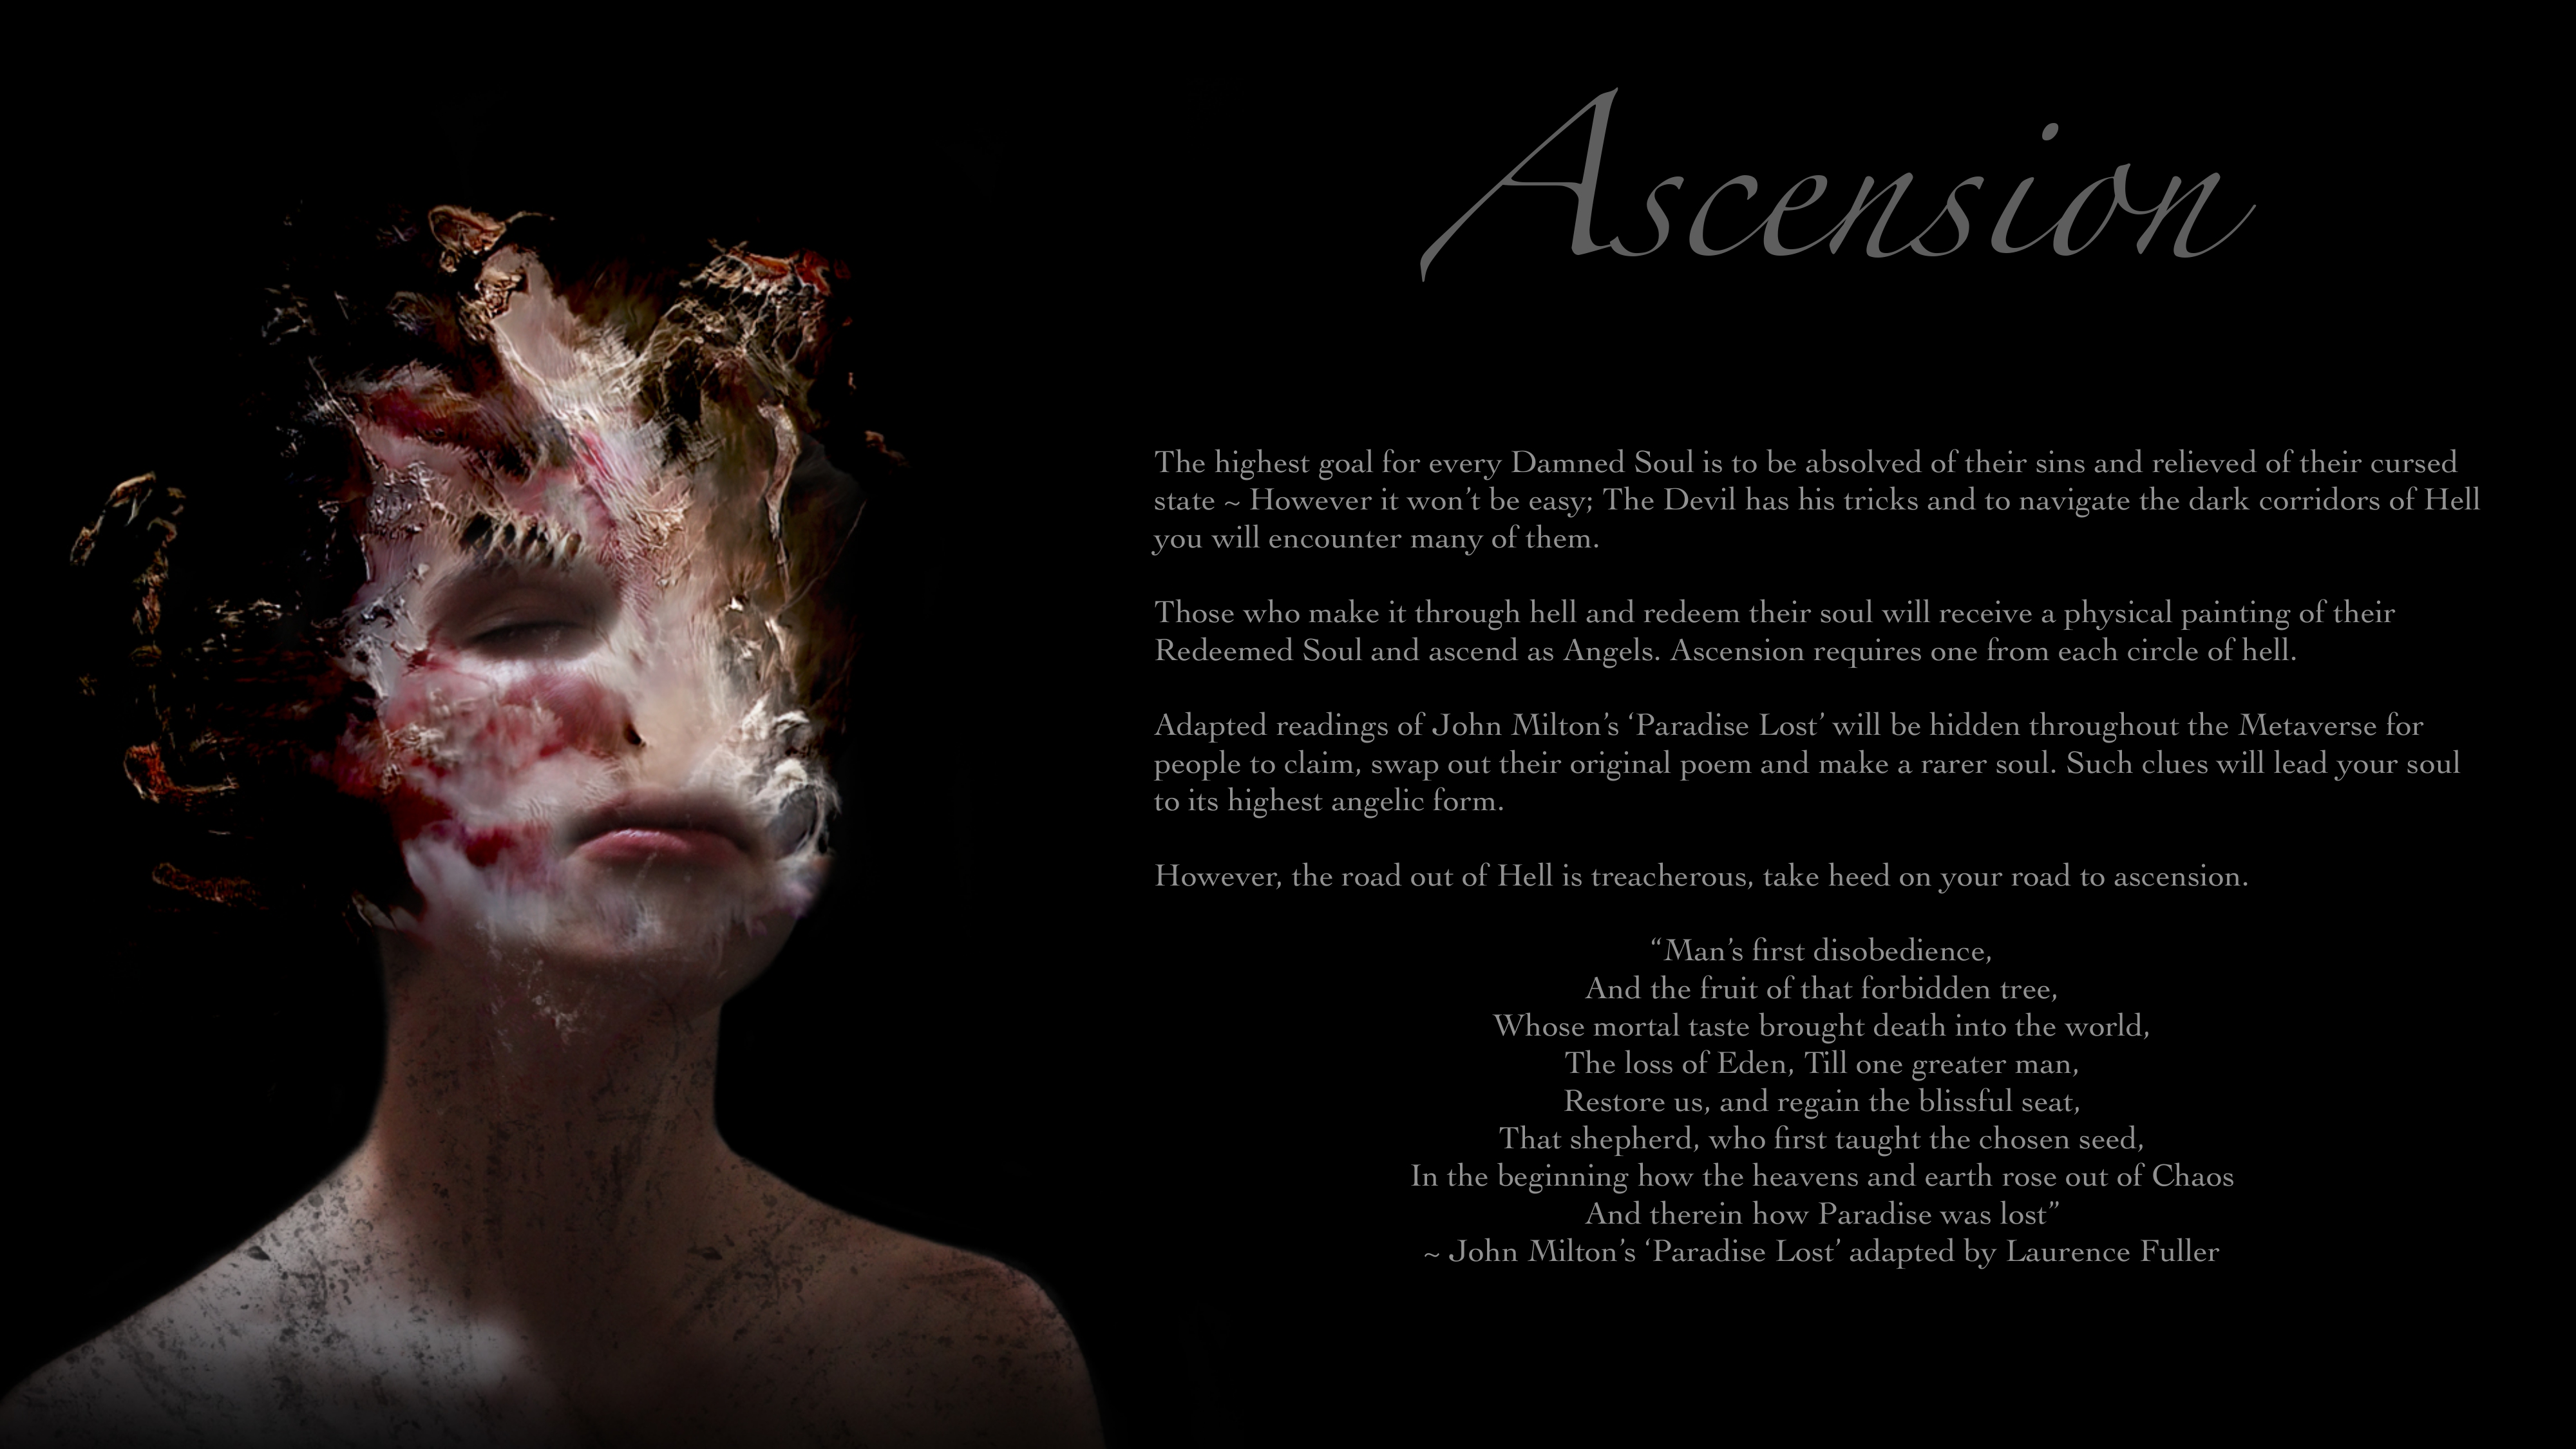 Ascension
The highest goal for every Damned Soul is to be absolved of their sins and relieved of their cursed
state ~ However it won’t be easy; The Devil has his tricks and to navigate the dark corridors of Hell
you will encounter many of them.
Those who make it through hell and redeem their soul will receive a physical painting of their
Redeemed Soul and ascend as Angels. Ascension requires one from each circle of hell.
Adapted readings of John Milton’s ‘Paradise Lost’ will be hidden throughout the Metaverse for
people to claim, swap out their original poem and make a rarer soul. Such clues will lead your soul
to its highest angelic form.
However, the road out of Hell is treacherous, take heed on your road to ascension.
“Man’s first disobedience,
And the fruit of that forbidden tree,
Whose mortal taste brought death into the world,
The loss of Eden, Till one greater man,
Restore us, and regain the blissful seat,
That shepherd, who first taught the chosen seed,
In the beginning how the heavens and earth rose out of Chaos
And therein how Paradise was lost”
~ John Milton’s ‘Paradise Lost’ adapted by Laurence Fuller